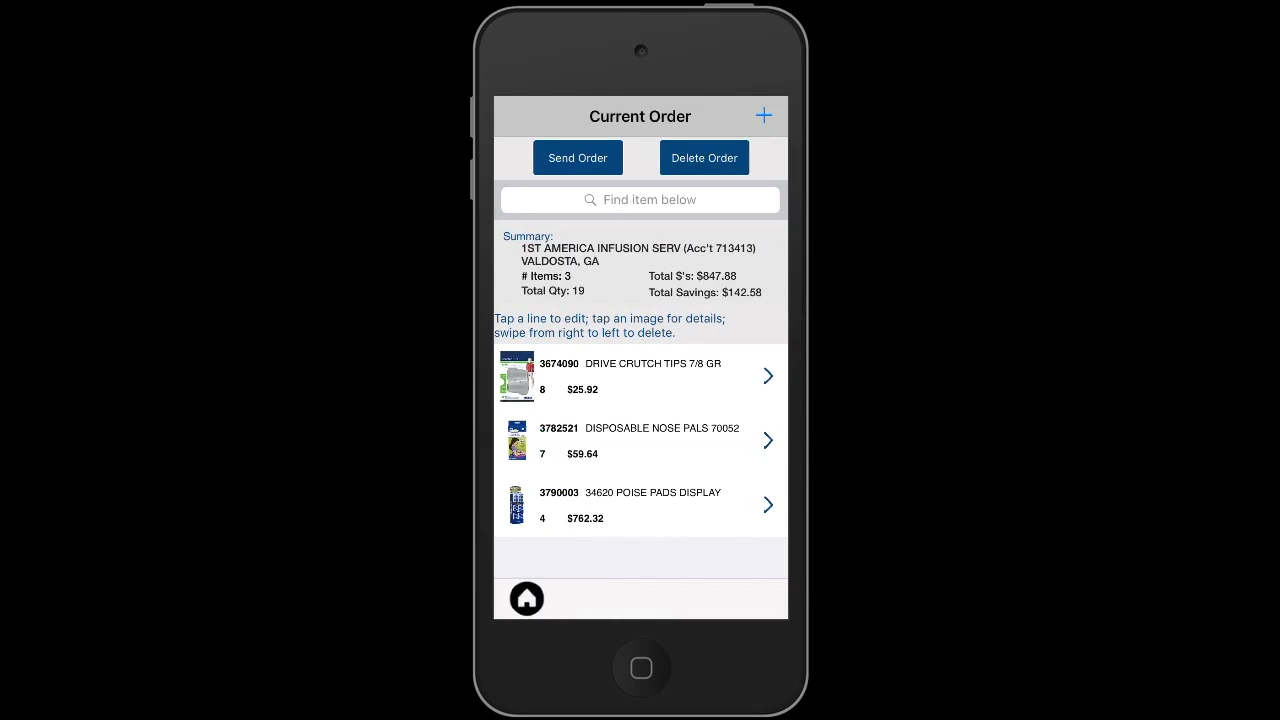 Current Order
Send Order Delete Order
Find item below
Summary:
1ST AMERICA INFUSION SERV (Acc't 713413)
VALDOSTA, GA
# Items: 3 Total $'s: $847.88
Total Qty: 19 Total Savings: $142.58
Tap a line to edit; tap an image for details;
swipe from right to left to delete.
3674090 DRIVE CRUTCH TIPS 7/8 GR
8 $25.92
3782521 DISPOSABLE NOSE PALS 70052
7 $59.64
3790003 34620 POISE PADS DISPLAY
4 $762.32